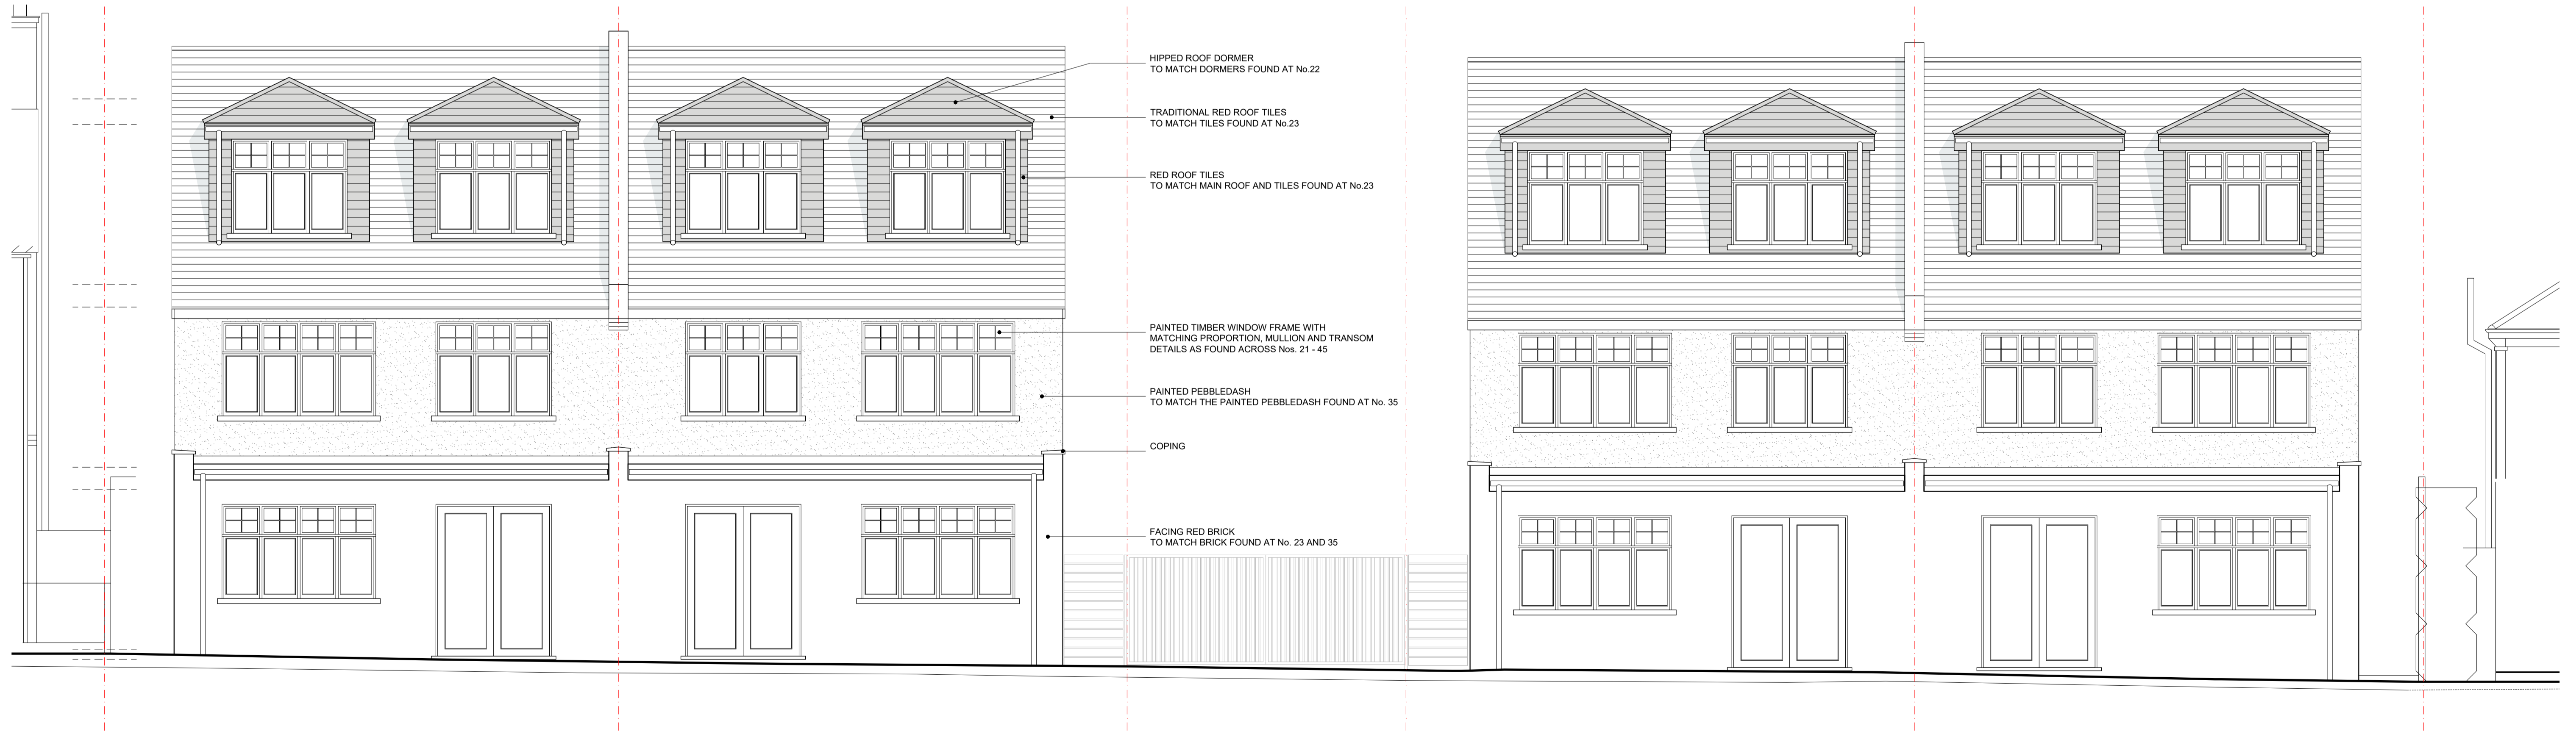 HIPPED ROOF DORMER
TO MATCH DORMERS FOUND AT No.22
TRADITIONAL RED ROOF TILES
TO MATCH TILES FOUND AT No.23
RED ROOF TILES
TO MATCH MAIN ROOF AND TILES FOUND AT No.23
PAINTED TIMBER WINDOW FRAME WITH
MATCHING PROPORTION, MULLION AND TRANSOM
DETAILS AS FOUND ACROSS Nos. 21 - 45
PAINTED PEBBLEDASH
TO MATCH THE PAINTED PEBBLEDASH FOUND AT No. 35
COPING
FACING RED BRICK
TO MATCH BRICK FOUND AT No. 23 AND 35